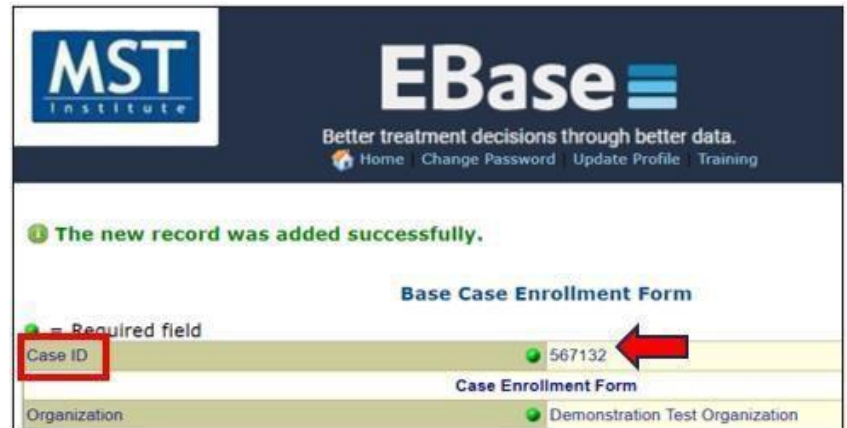 MST
Institute
EBase
Better treatment decisions through better data.
Home | Change Password | Update Profile | Training
The new record was added successfully.
Base Case Enrollment Form
= Required field
Case ID 567132
Case Enrollment Form
Organization Demonstration Test Organization